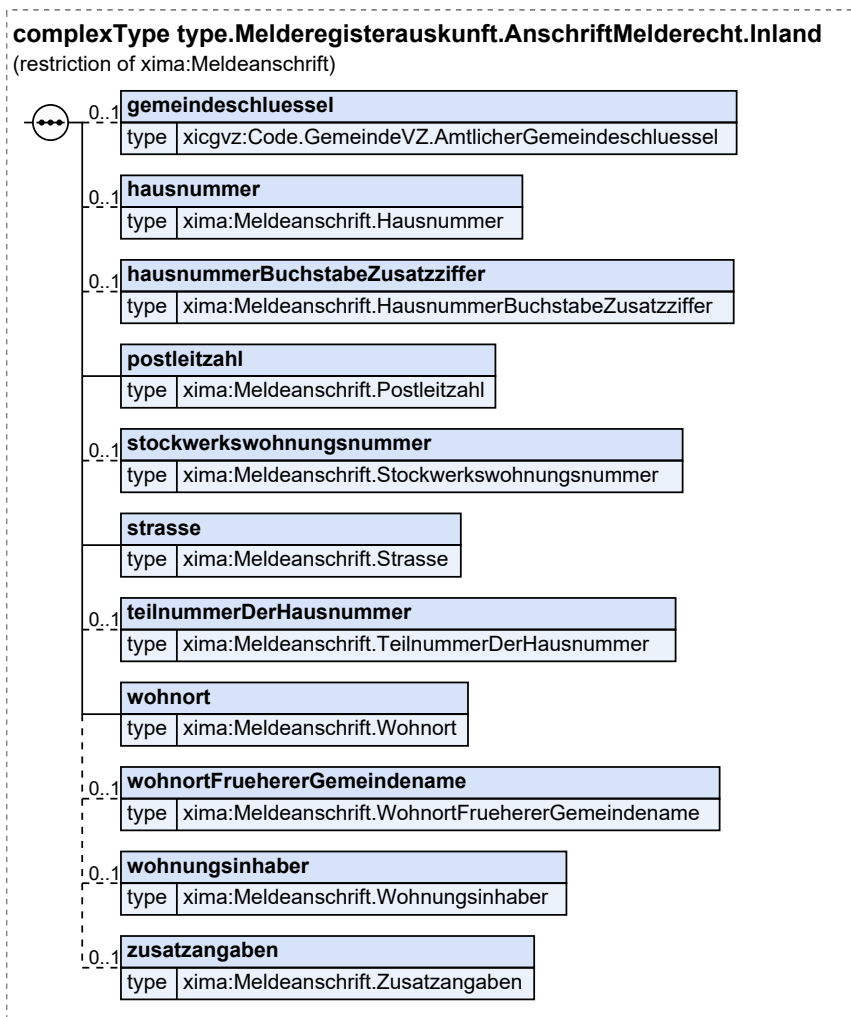 complexType type.Melderegisterauskunft.AnschriftMelderecht.Inland
(restriction of xima:Meldeanschrift)
0..1 gemeindeschluessel
type xicgvz:Code.GemeindeVZ.AmtlicherGemeindeschluessel
0..1 hausnummer
type xima:Meldeanschrift.Hausnummer
0..1 hausnummerBuchstabeZusatzziffer
type xima:Meldeanschrift.HausnummerBuchstabeZusatzziffer
postleitzahl
type xima:Meldeanschrift.Postleitzahl
0..1 stockwerkswohnungsnummer
type xima:Meldeanschrift.Stockwerkswohnungsnummer
strasse
type xima:Meldeanschrift.Strasse
0..1 teilnummerDerHausnummer
type xima:Meldeanschrift.TeilnummerDerHausnummer
wohnort
type xima:Meldeanschrift.Wohnort
0..1 wohnortFruehererGemeindename
type xima:Meldeanschrift.WohnortFruehererGemeindename
0..1 wohnungsinhaber
type xima:Meldeanschrift.Wohnungsinhaber
0..1 zusatzangaben
type xima:Meldeanschrift.Zusatzangaben